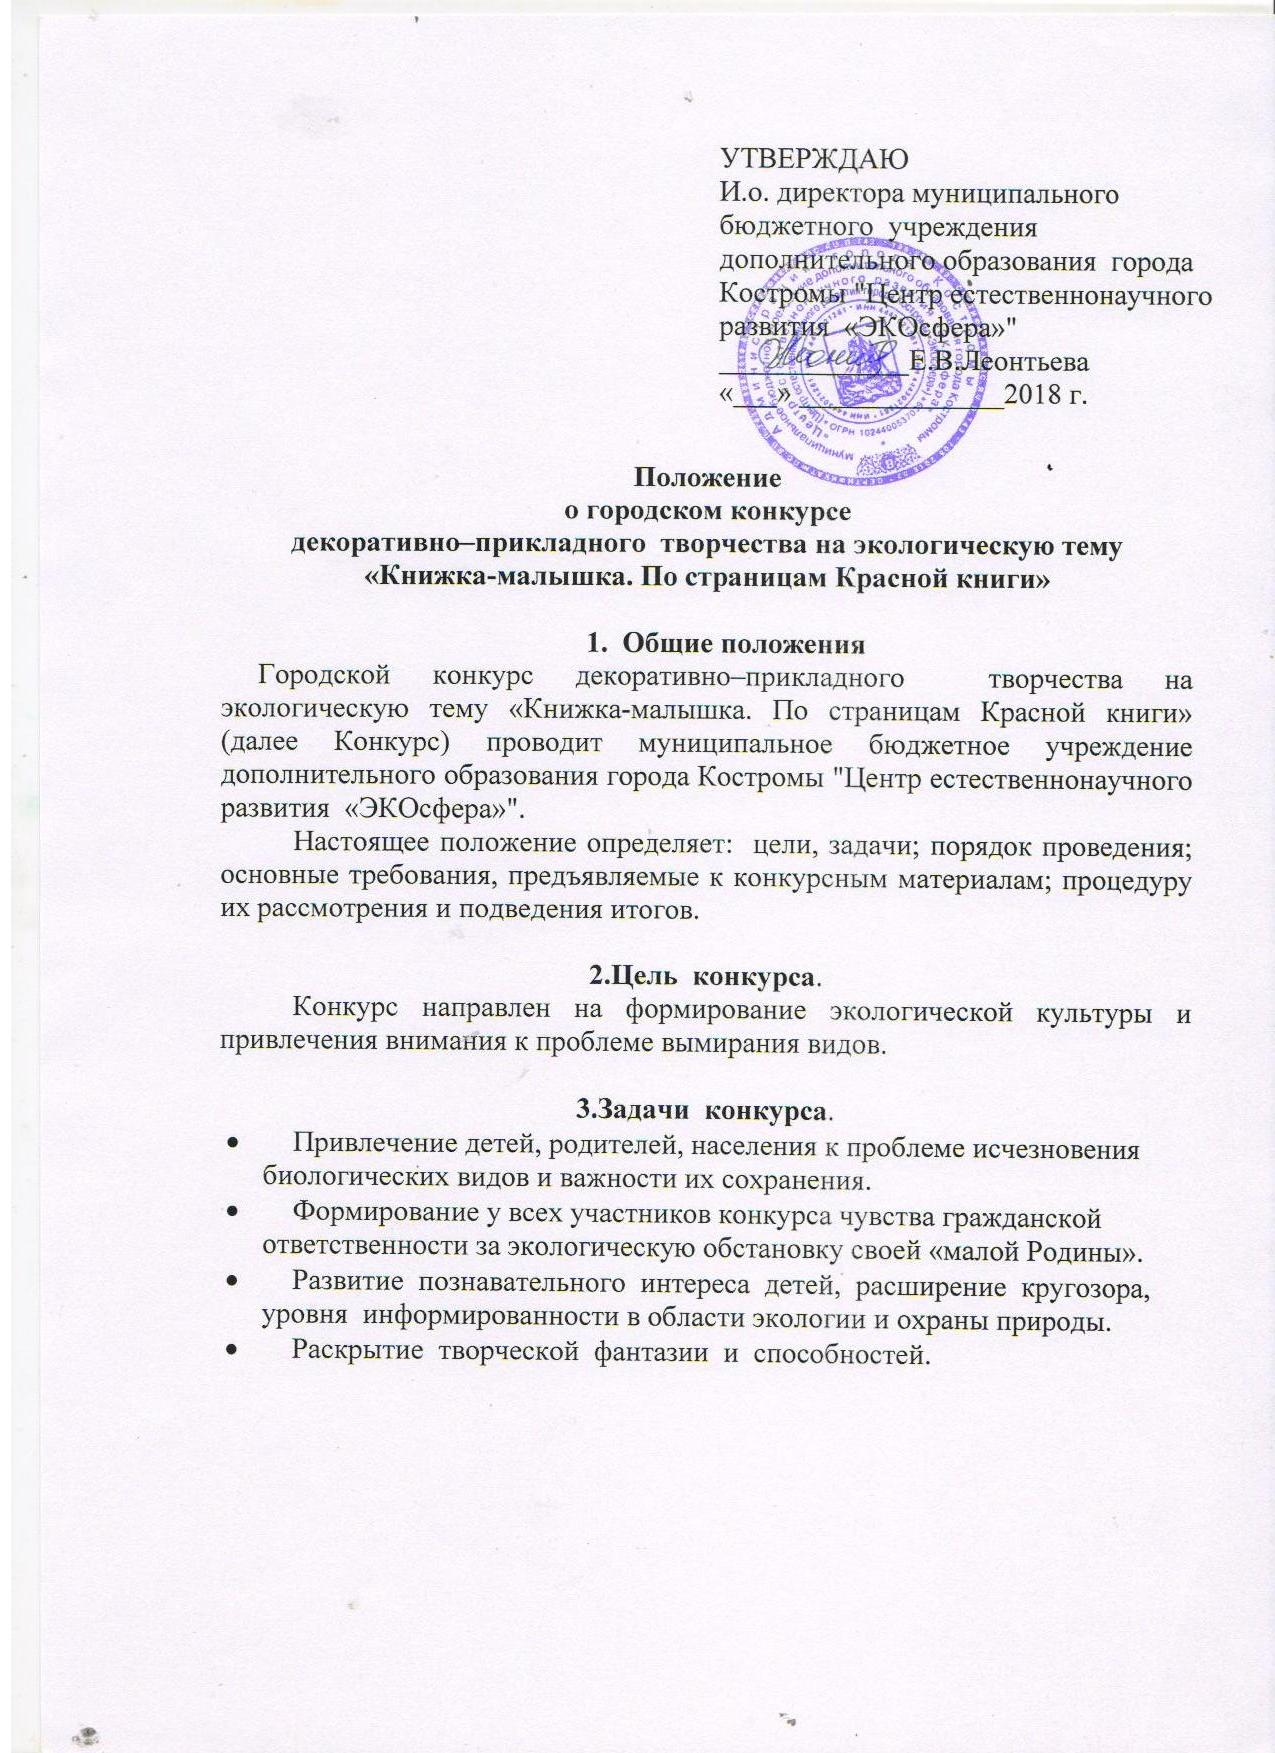 УТВЕРЖДАЮ
И.о. директора муниципального
бюджетного учреждения
дополнительного образования города
Костромы "Центр естественнонаучного
развития «ЭКОсфера»"
_____________Е.В.Леонтьева
«___»______________2018 г.
Положение
о городском конкурсе
декоративно–прикладного творчества на экологическую тему
«Книжка-малышка. По страницам Красной книги»
1. Общие положения
Городской конкурс декоративно–прикладного творчества на
экологическую тему «Книжка-малышка. По страницам Красной книги»
(далее Конкурс) проводит муниципальное бюджетное учреждение
дополнительного образования города Костромы "Центр естественнонаучного
развития «ЭКОсфера»".
Настоящее положение определяет: цели, задачи; порядок проведения;
основные требования, предъявляемые к конкурсным материалам; процедуру
их рассмотрения и подведения итогов.
2.Цель конкурса.
Конкурс направлен на формирование экологической культуры и
привлечения внимания к проблеме вымирания видов.
3.Задачи конкурса.
• Привлечение детей, родителей, населения к проблеме исчезновения
биологических видов и важности их сохранения.
• Формирование у всех участников конкурса чувства гражданской
ответственности за экологическую обстановку своей «малой Родины».
• Развитие познавательного интереса детей, расширение кругозора,
уровня информированности в области экологии и охраны природы.
• Раскрытие творческой фантазии и способностей.